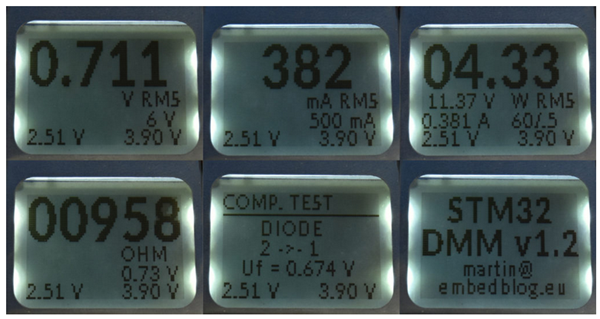 0.711
V RMS
6 V
2.51 V 3.90 V
382
mA RMS
500 mA
2.51 V 3.90 V
04.33
11.37 V W RMS
0.381 A 60/.5
2.51 V 3.90 V
00958
OHM
0.73 V
2.51 V 3.90 V
COMP. TEST
DIODE
2 ->- 1
Uf = 0.674 V
2.51 V 3.90 V
STM32
DMM v1.2
martin@
embedblog.eu